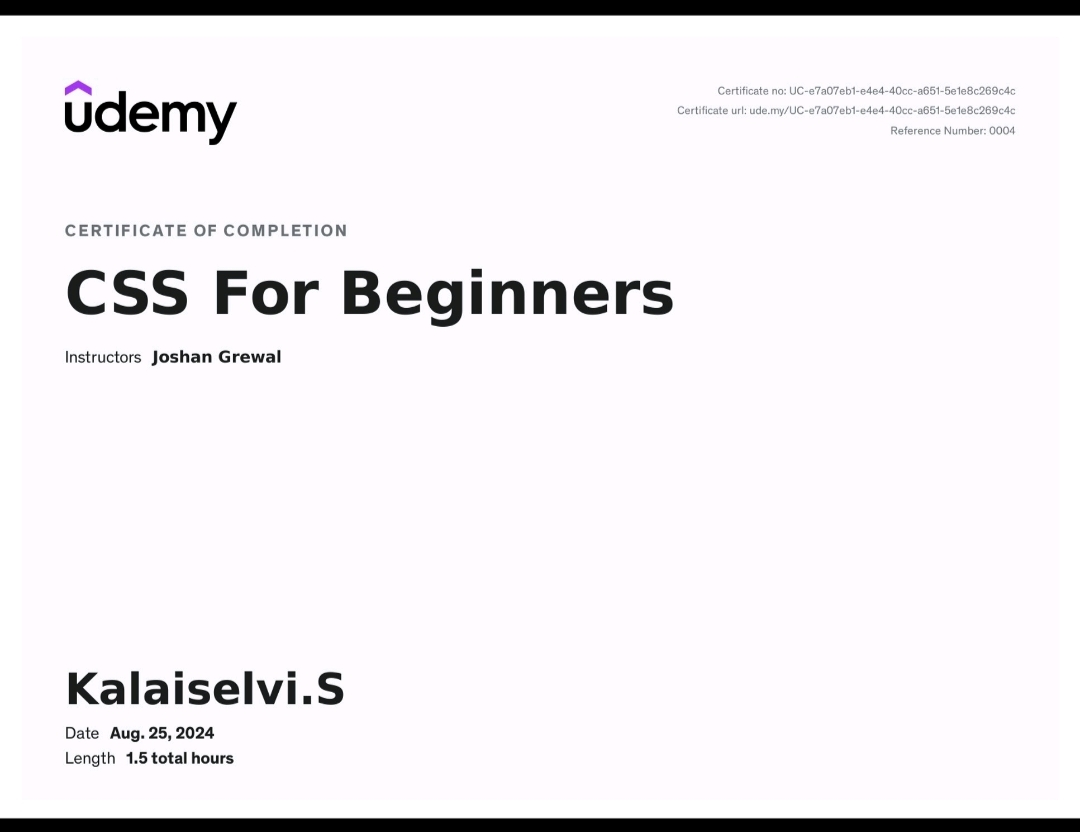 udemy
Certificate no: UC-e7a07eb1-e4e4-40cc-a651-5e1e8c269c4c
Certificate url: ude.my/UC-e7a07eb1-e4e4-40cc-a651-5e1e8c269c4c
Reference Number: 0004
CERTIFICATE OF COMPLETION
CSS For Beginners
Instructors Joshan Grewal
Kalaiselvi.S
Date Aug. 25, 2024
Length 1.5 total hours